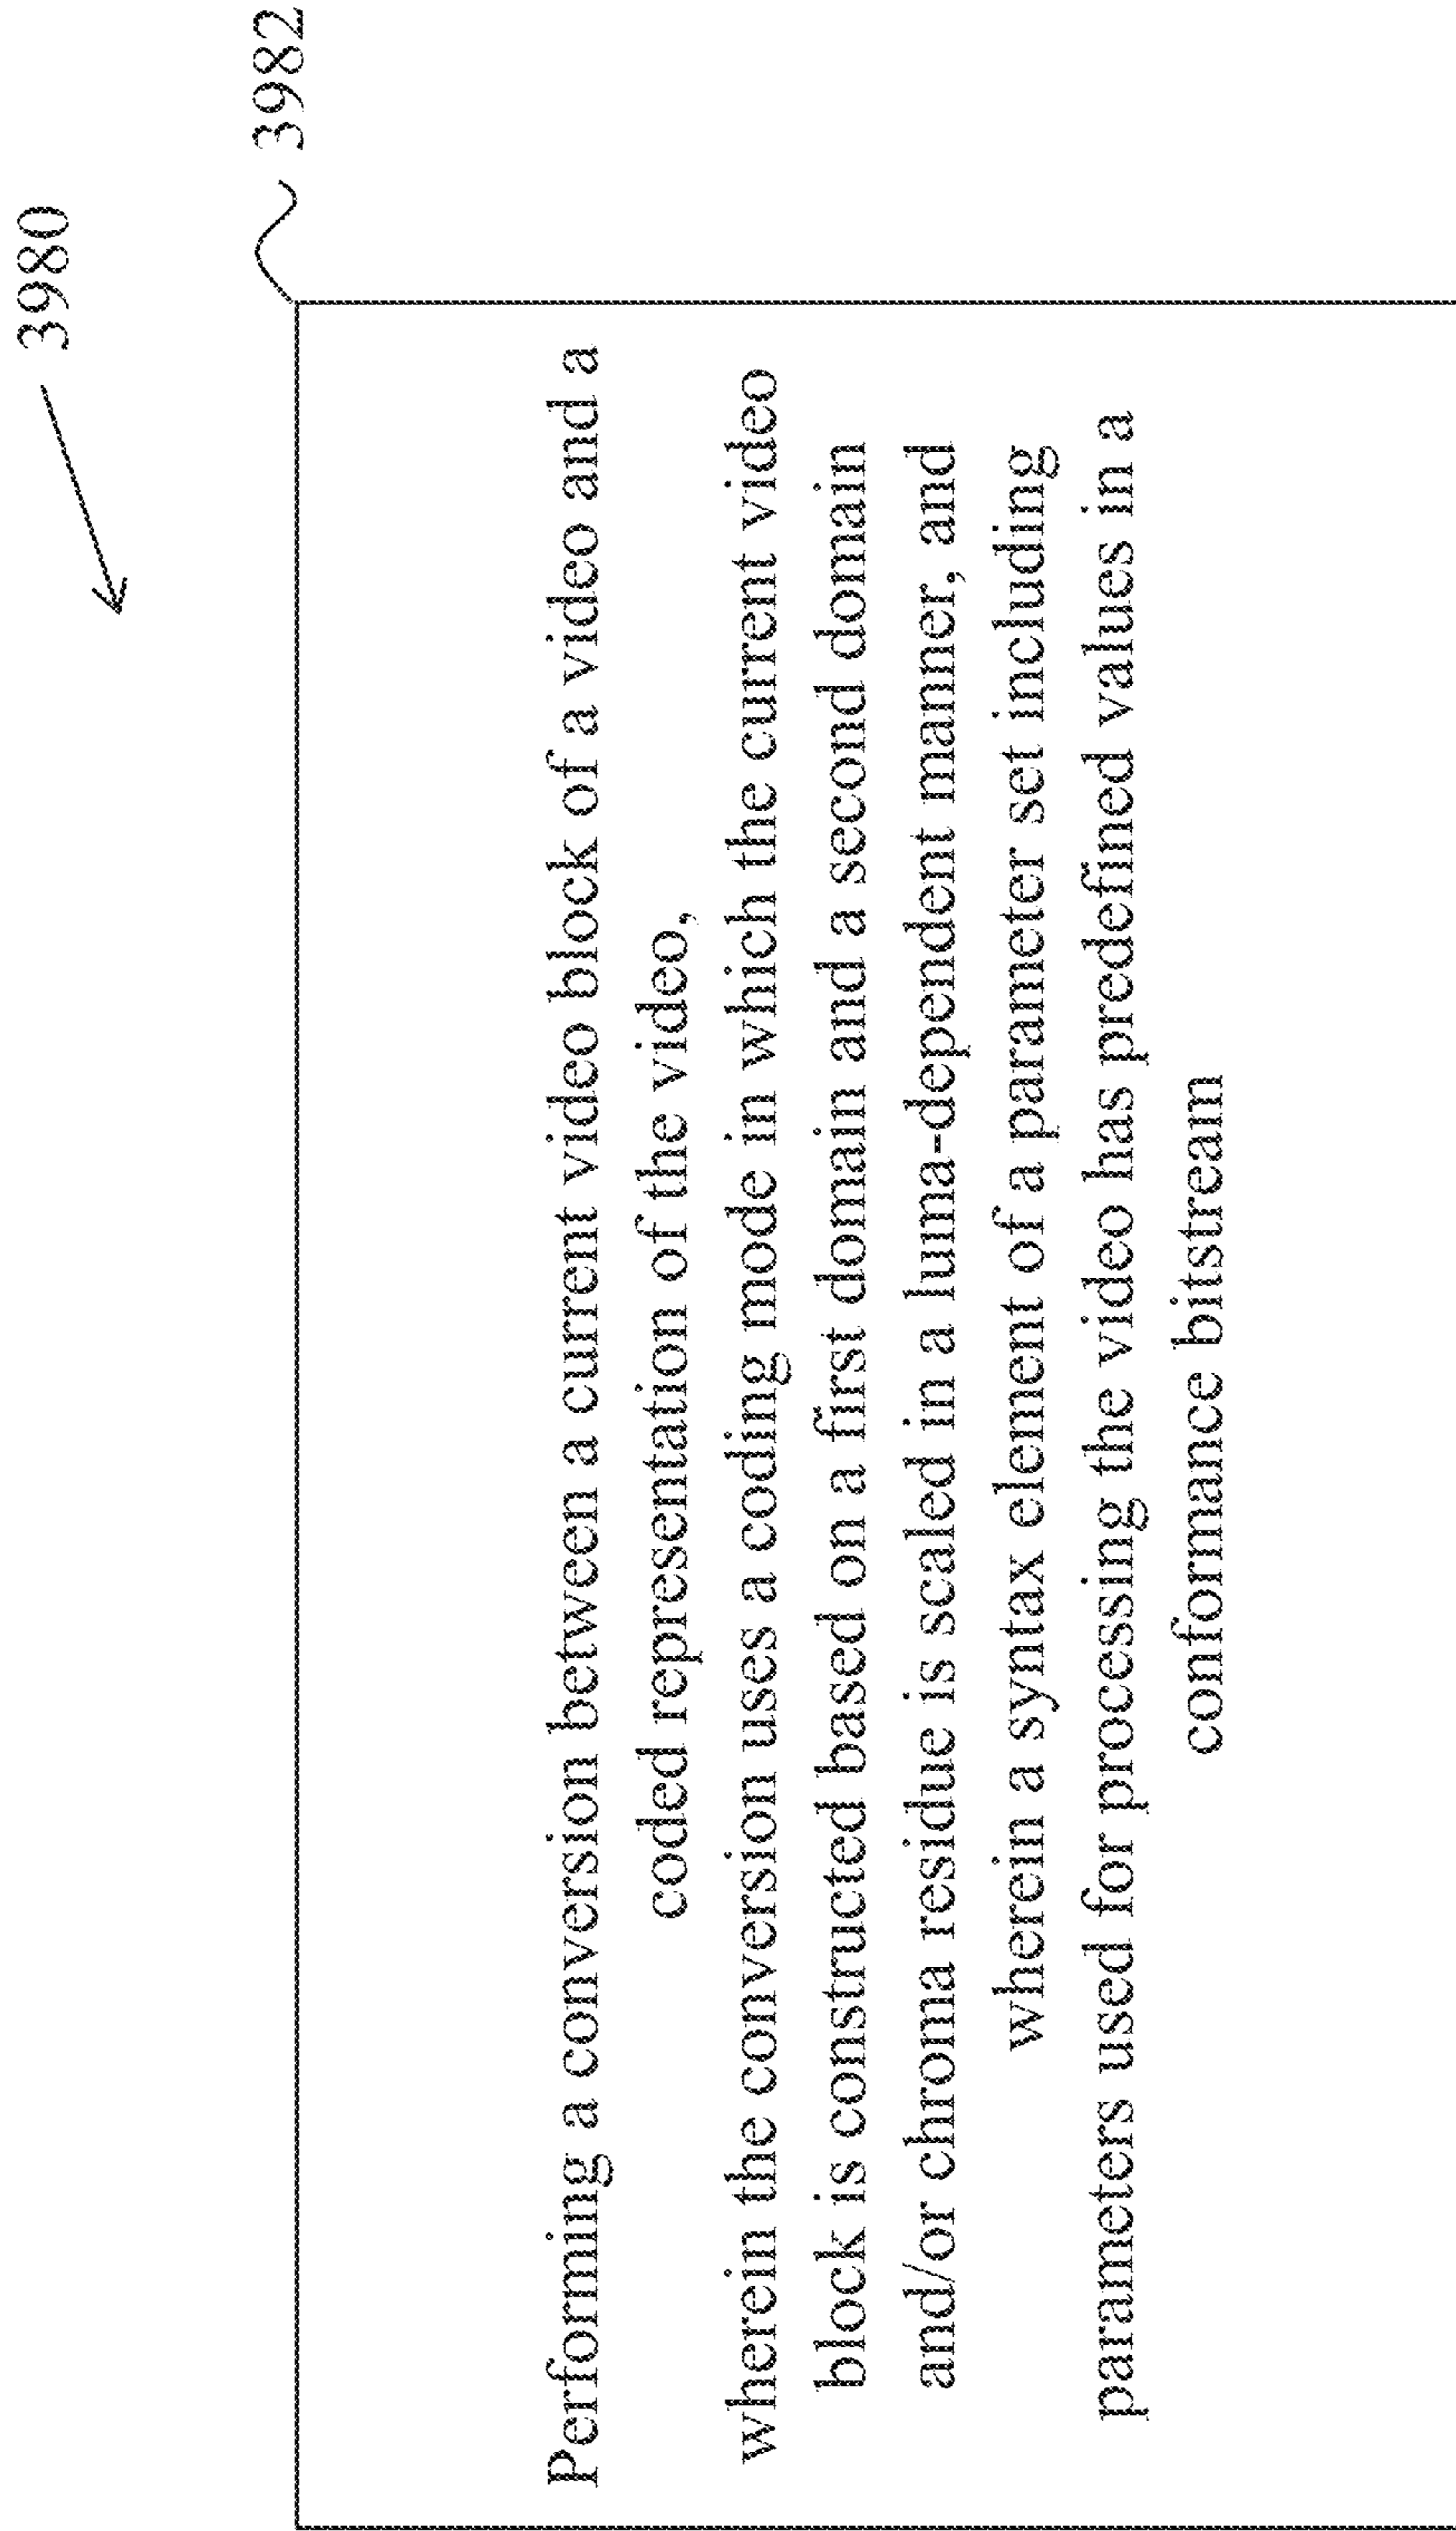 3980
3982
Performing a conversion between a current video block of a video and a
coded representation of the video,
wherein the conversion uses a coding mode in which the current video
block is constructed based on a first domain and a second domain
and/or chroma residue is scaled in a luma-dependent manner, and
wherein a syntax element of a parameter set including
parameters used for processing the video has predefined values in a
conformance bitstream